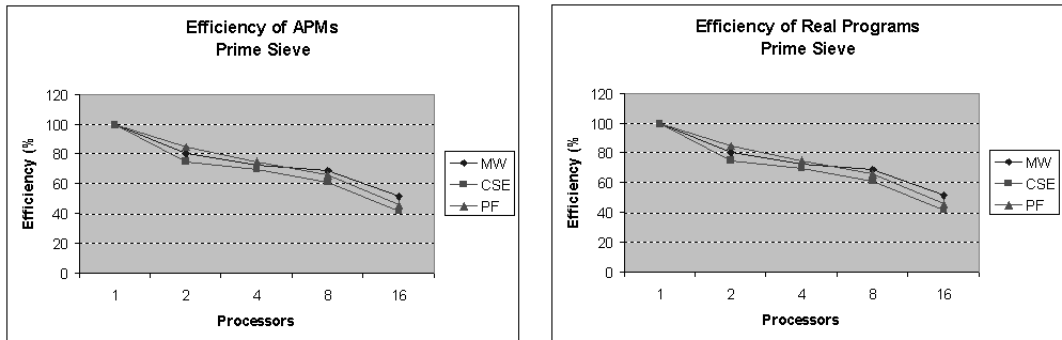 Efficiency of APMs
Prime Sieve
120
100
80
60
40
20
0
Efficiency (%
1 2 4 8 16
Processors
MW
CSE
PF
Efficiency of Real Programs
Prime Sieve
120
100
80
60
40
20
0
Efficiency (%
1 2 4 8 16
Processors
MW
CSE
PF